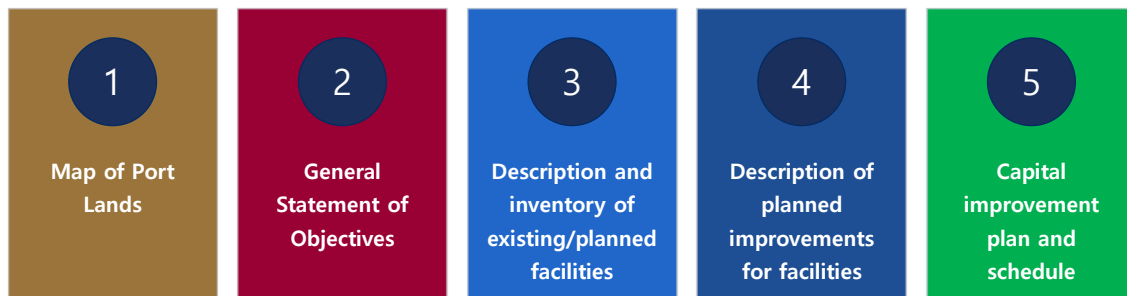 1
Map of Port
Lands
2
General
Statement of
Objectives
3
Description and
inventory of
existing/planned
facilities
4
Description of
planned
improvements
for facilities
5
Capital
improvement
plan and
schedule